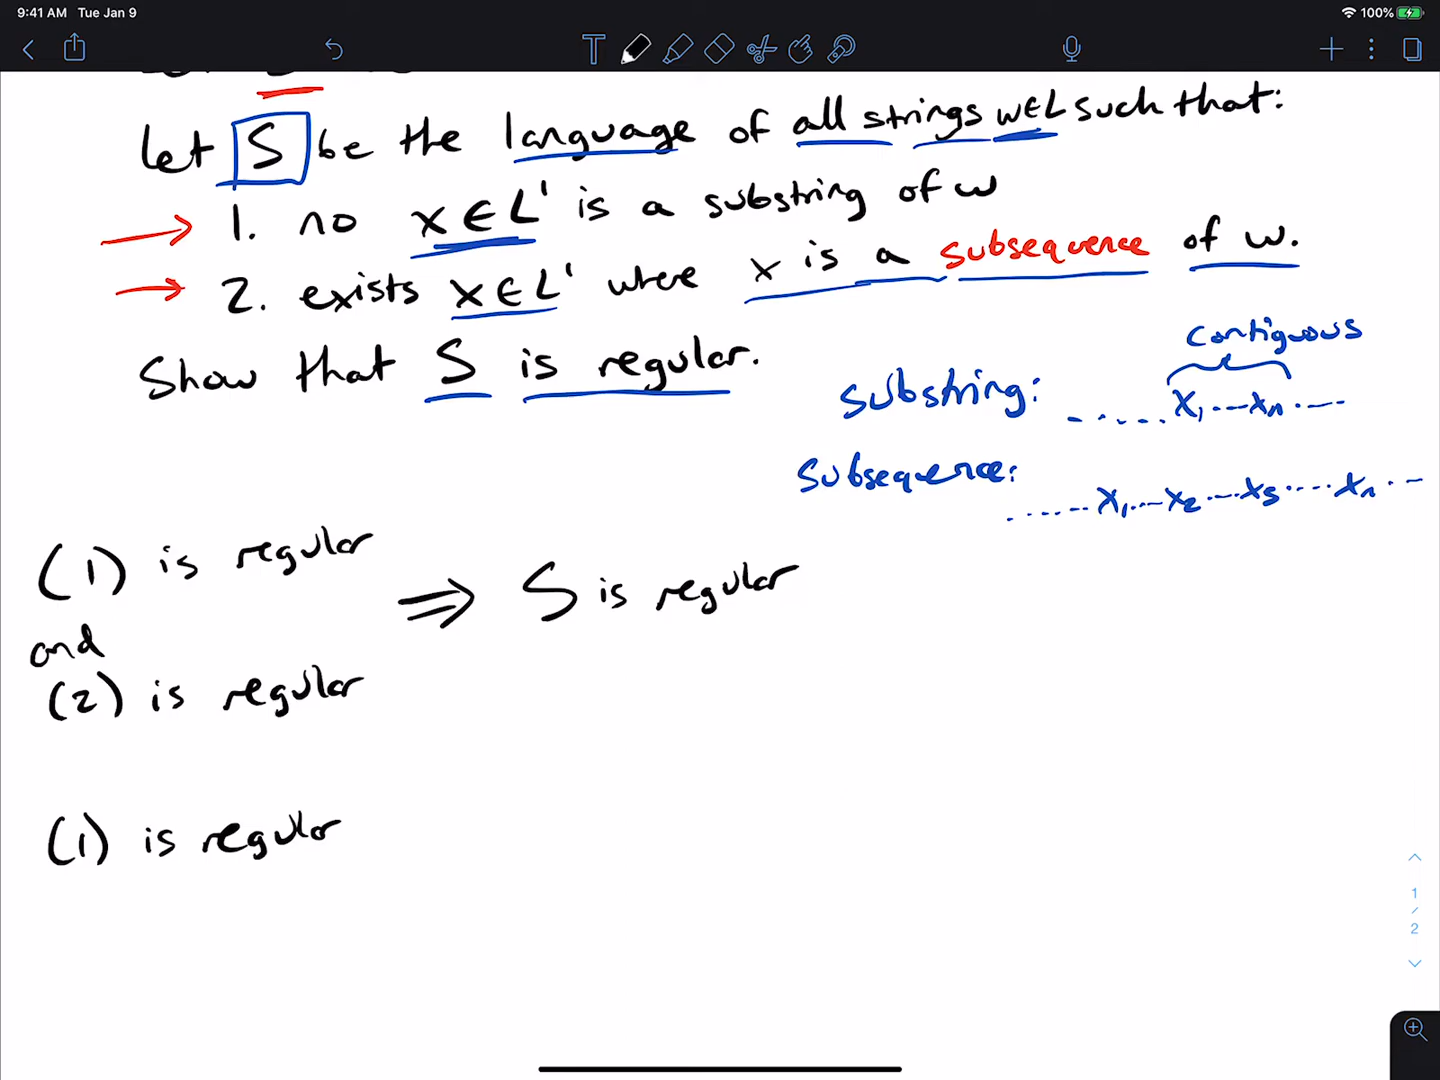 9:41 AM Tue Jan 9
100%
Let S be the language of all strings w∈L such that:
1. no x∈L' is a substring of w
2. exists x∈L' where x is a subsequence of w.
Show that S is regular.
contiguous
Substring: ...... x₁ ... xₙ ....
Subsequence: ...... x₁ ... x₂ ... x₃ .... xₙ ...
(1) is regular
and
(2) is regular
⇒ S is regular
(1) is regular
1
/
2